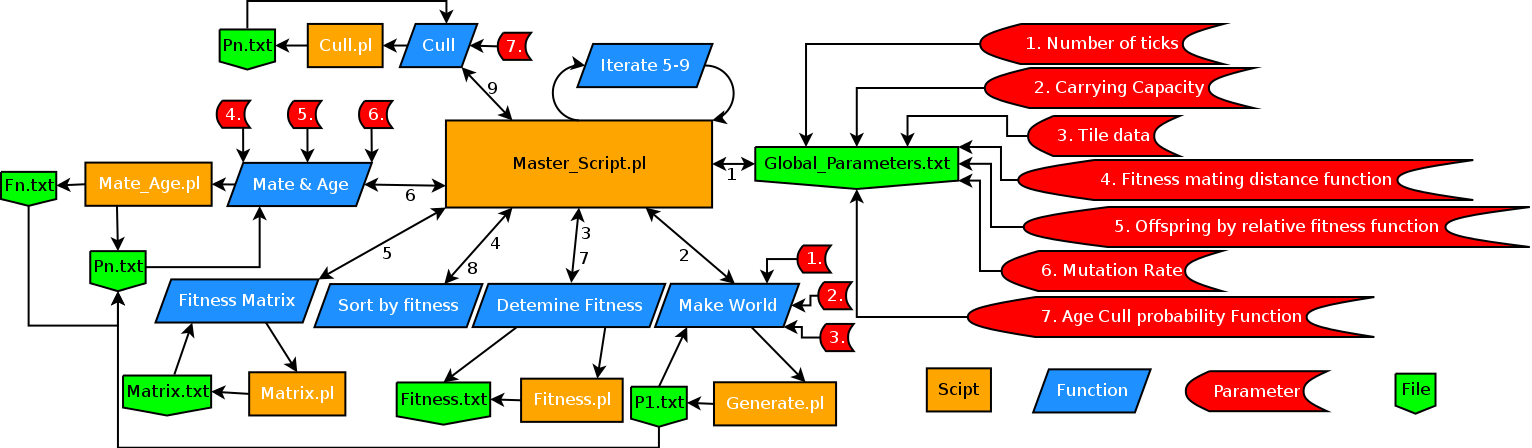 Pn.txt
Cull.pl
Cull
7.
9
Iterate 5-9
1. Number of ticks
2. Carrying Capacity
3. Tile data
4. Fitness mating distance function
5. Offspring by relative fitness function
6. Mutation Rate
7. Age Cull probability Function
4.
5.
6.
Master_Script.pl
1
Global_Parameters.txt
Fn.txt
Mate_Age.pl
Mate & Age
6
Pn.txt
5
4
8
3
7
2
1.
2.
3.
Fitness Matrix
Sort by fitness
Detemine Fitness
Make World
Matrix.txt
Matrix.pl
Fitness.txt
Fitness.pl
P1.txt
Generate.pl
Scipt
Function
Parameter
File